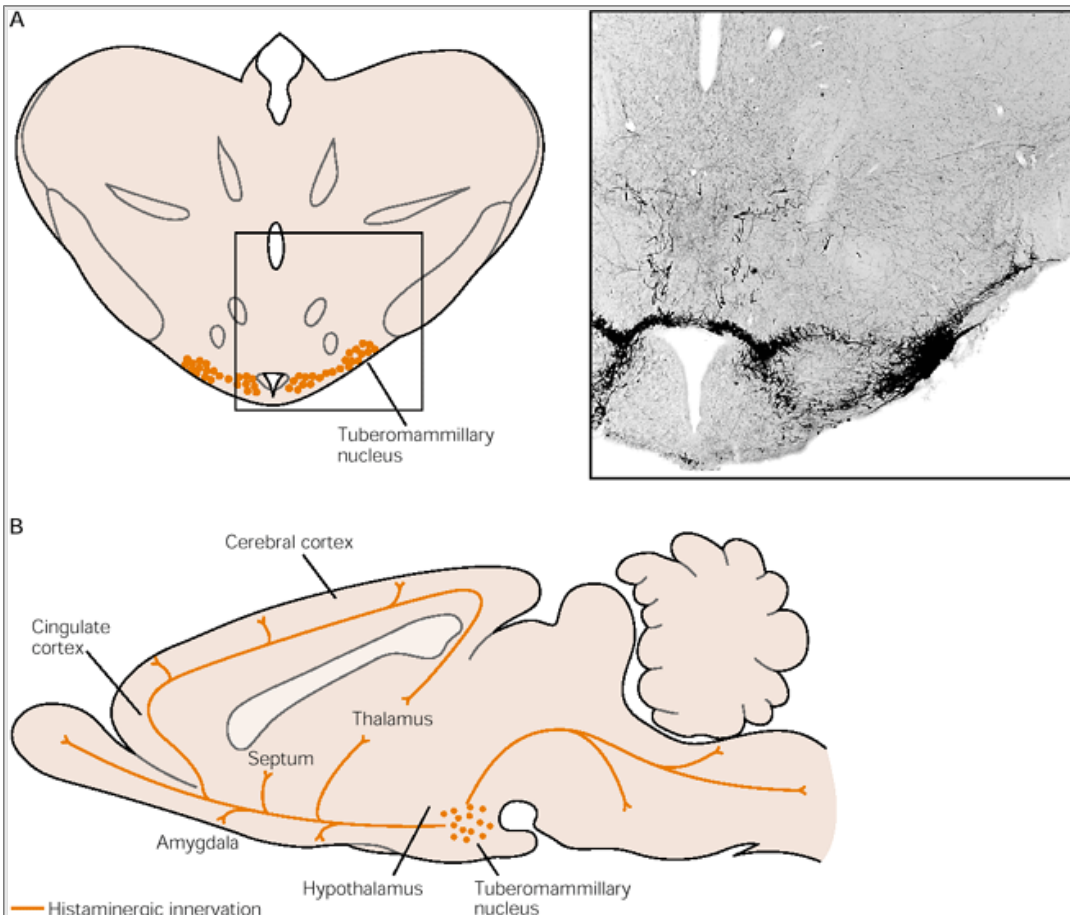 A
Tuberomammillary
nucleus
B
Cerebral cortex
Cingulate
cortex
Thalamus
Septum
Amygdala
Hypothalamus
Tuberomammillary
nucleus
Histaminergic innervation